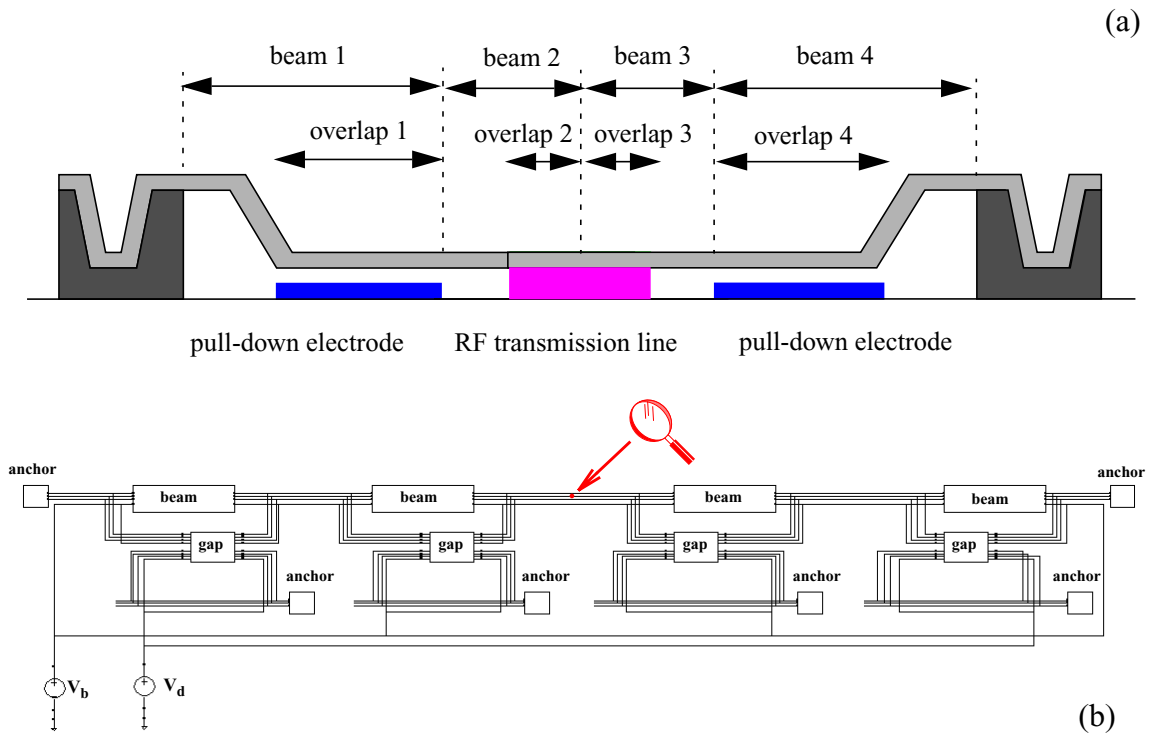 (a)
beam 1
beam 2
beam 3
beam 4
overlap 1
overlap 2
overlap 3
overlap 4
pull-down electrode
RF transmission line
pull-down electrode
anchor
anchor
beam
beam
beam
beam
gap
gap
gap
gap
anchor
anchor
anchor
anchor
V_b
V_d
(b)